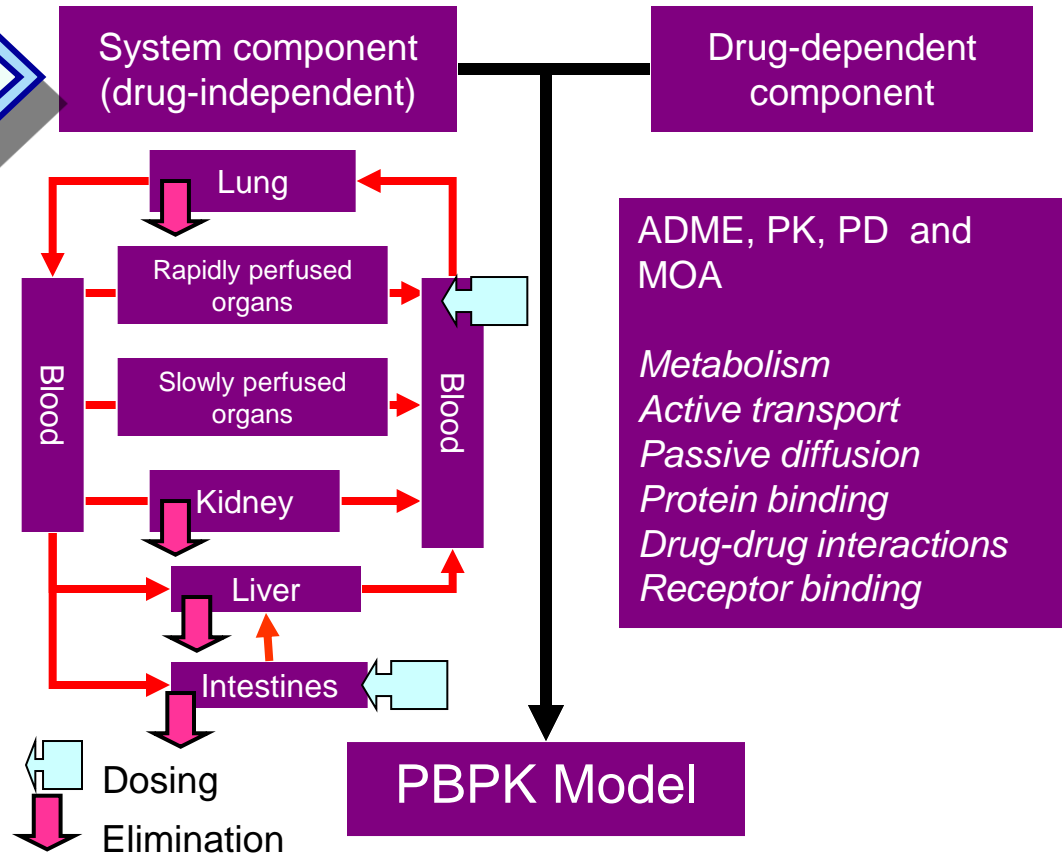 System component
(drug-independent)
Drug-dependent
component
Lung
Rapidly perfused
organs
Slowly perfused
organs
Blood
Blood
Kidney
Liver
Intestines
Dosing
Elimination
ADME, PK, PD and
MOA
Metabolism
Active transport
Passive diffusion
Protein binding
Drug-drug interactions
Receptor binding
PBPK Model